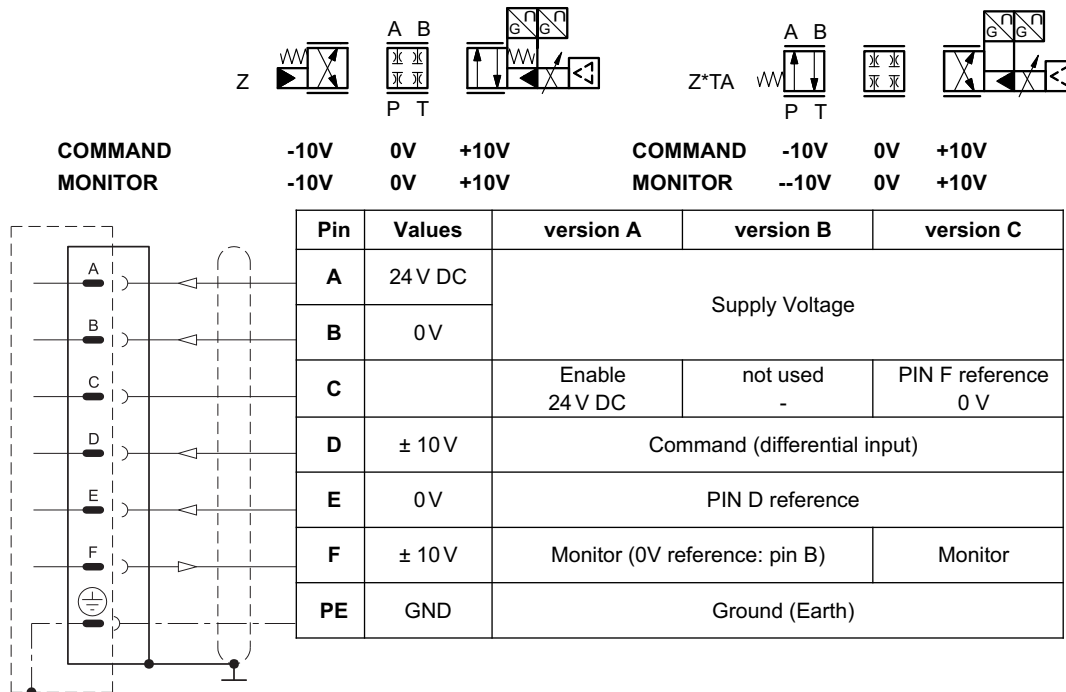 A B
G G
Z
P T
A B
G G
Z*TA
P T
COMMAND -10V 0V +10V
MONITOR -10V 0V +10V
COMMAND -10V 0V +10V
MONITOR --10V 0V +10V
Pin Values version A version B version C
A 24 V DC Supply Voltage
B 0 V
C Enable 24 V DC not used - PIN F reference 0 V
D ± 10 V Command (differential input)
E 0 V PIN D reference
F ± 10 V Monitor (0V reference: pin B) Monitor
PE GND Ground (Earth)
A
B
C
D
E
F